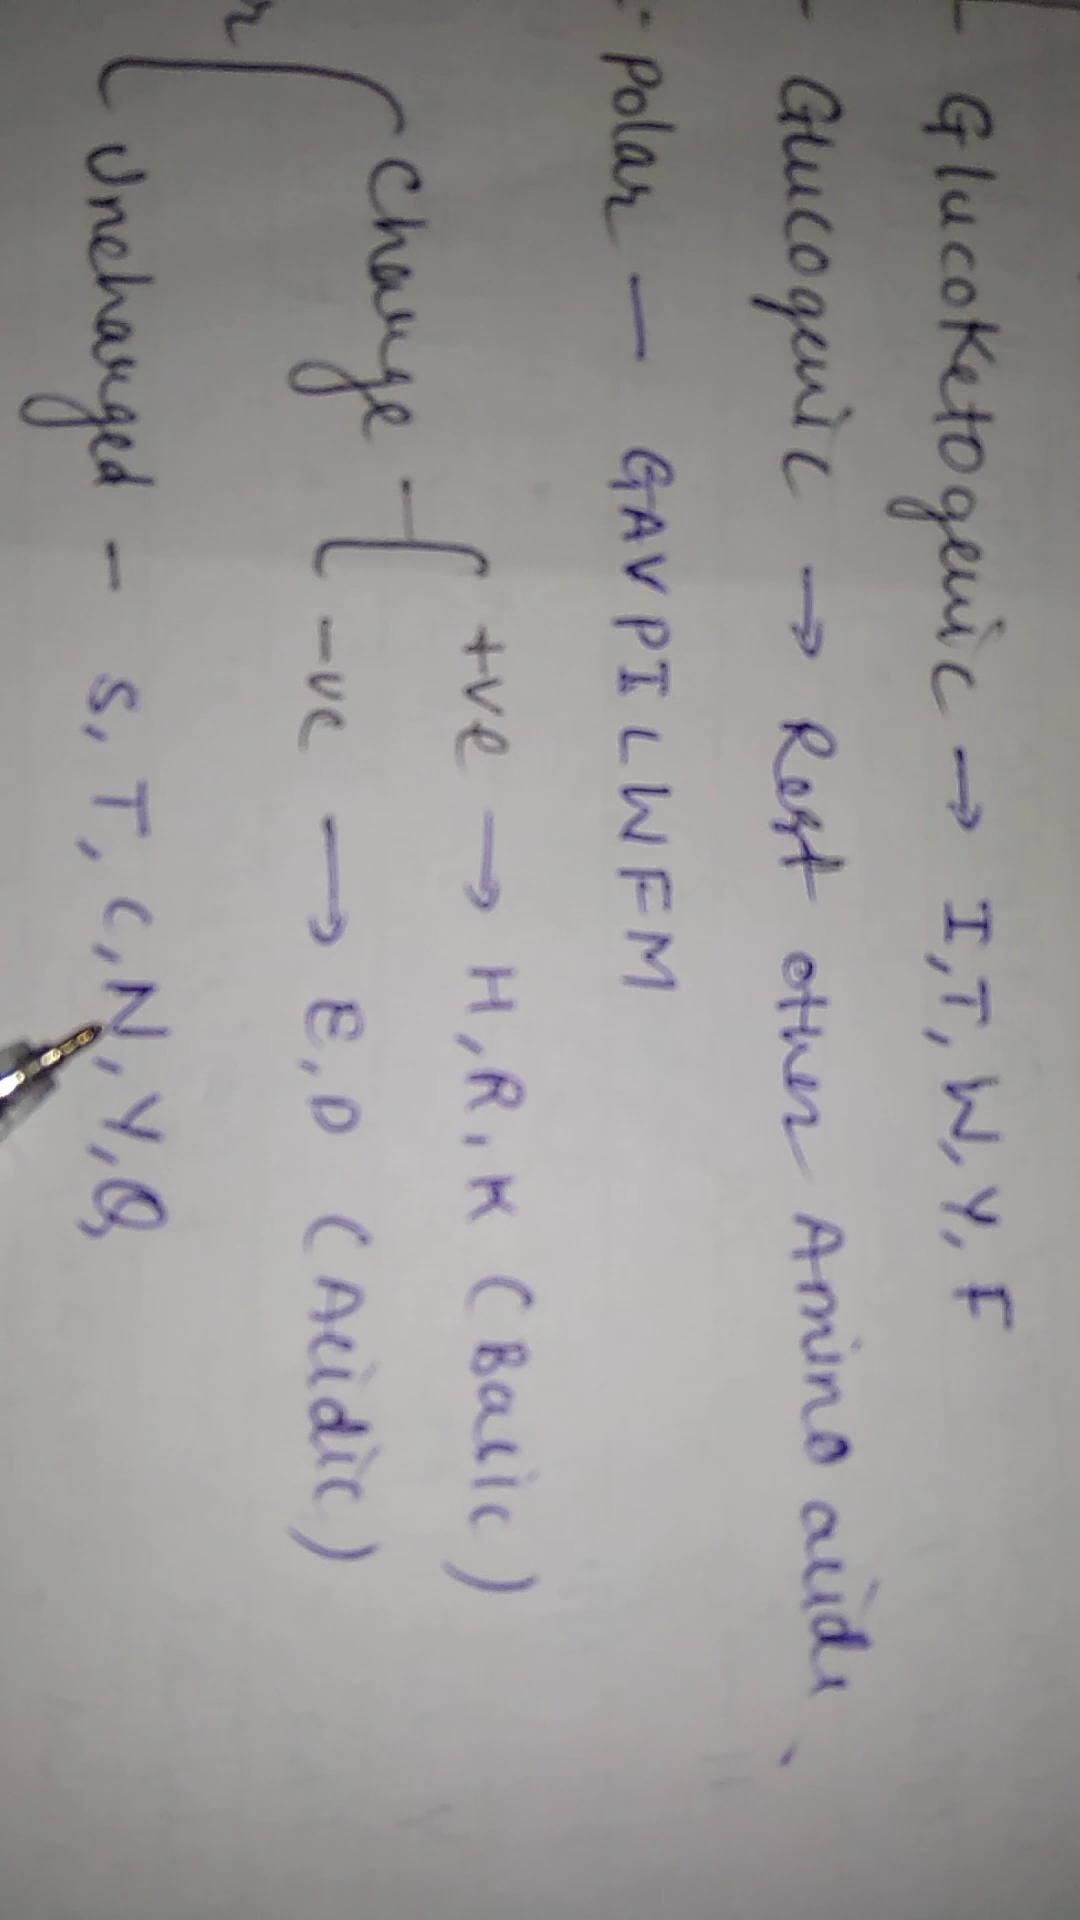 - Glucoketogenic → I, T, W, Y, F
- Glucogenic → Rest other Amino acids.
:- Polar — GAVPILWFM
Charge - +ve → H, R, K (Basic)
-ve → E, D (Acidic)
Uncharged - S, T, C, N, Y, Q